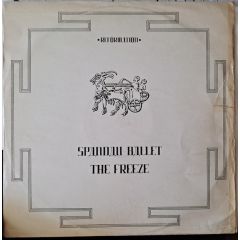 •REFORMATION•
SPANDAU BALLET
THE FREEZE